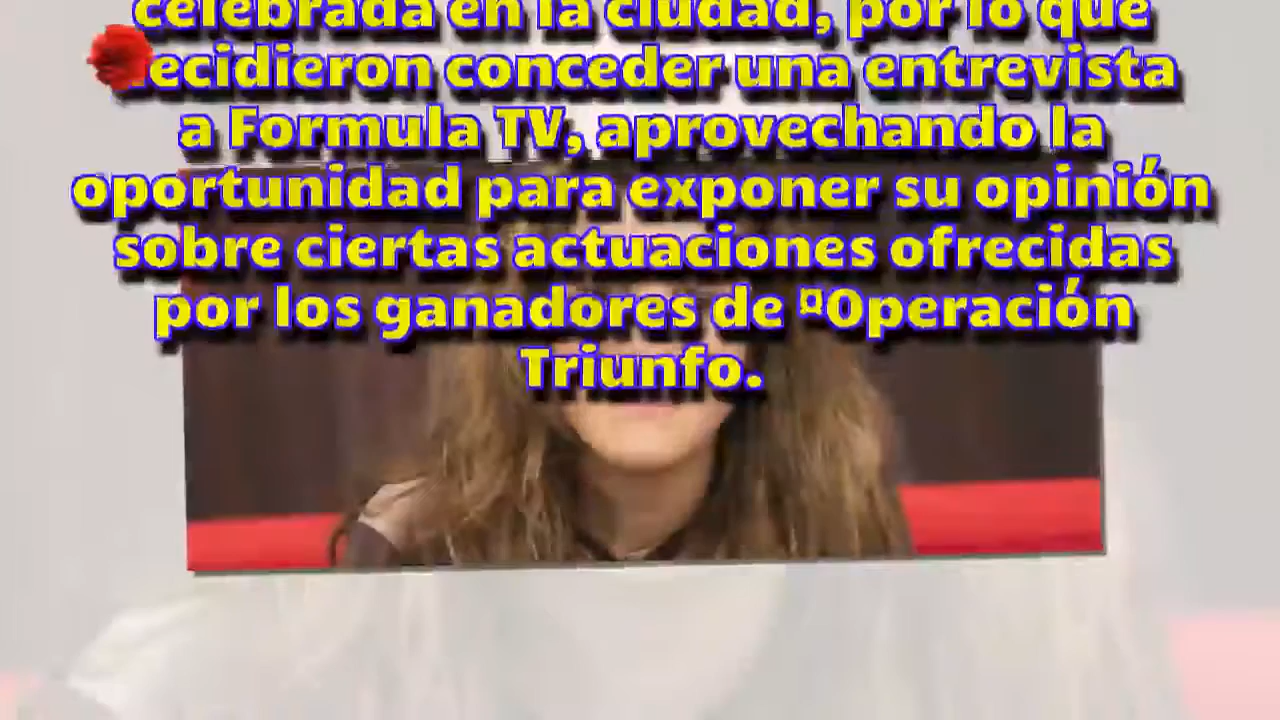 celebrada en la ciudad, por lo que
decidieron conceder una entrevista
a Formula TV, aprovechando la
oportunidad para exponer su opinión
sobre ciertas actuaciones ofrecidas
por los ganadores de ¤Operación
Triunfo.